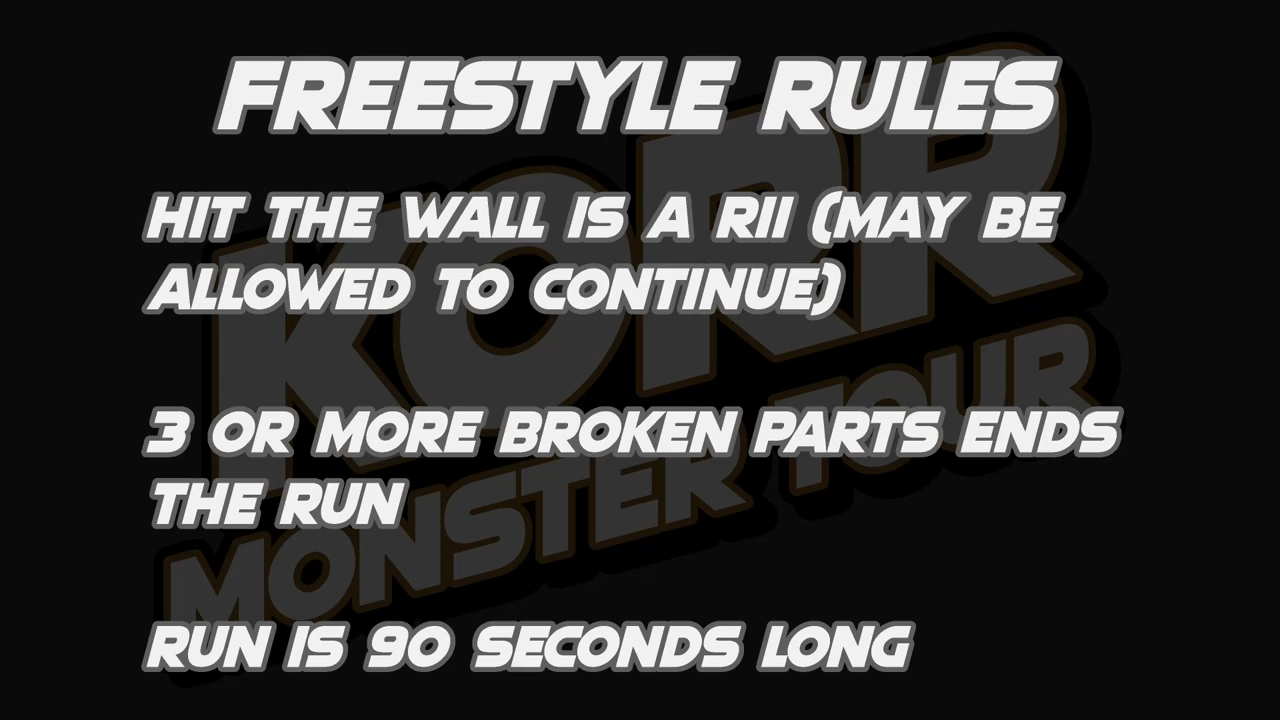 FREESTYLE RULES
HIT THE WALL IS A RII (MAY BE
ALLOWED TO CONTINUE)
3 OR MORE BROKEN PARTS ENDS
THE RUN
RUN IS 90 SECONDS LONG
KORR
MONSTER TOUR